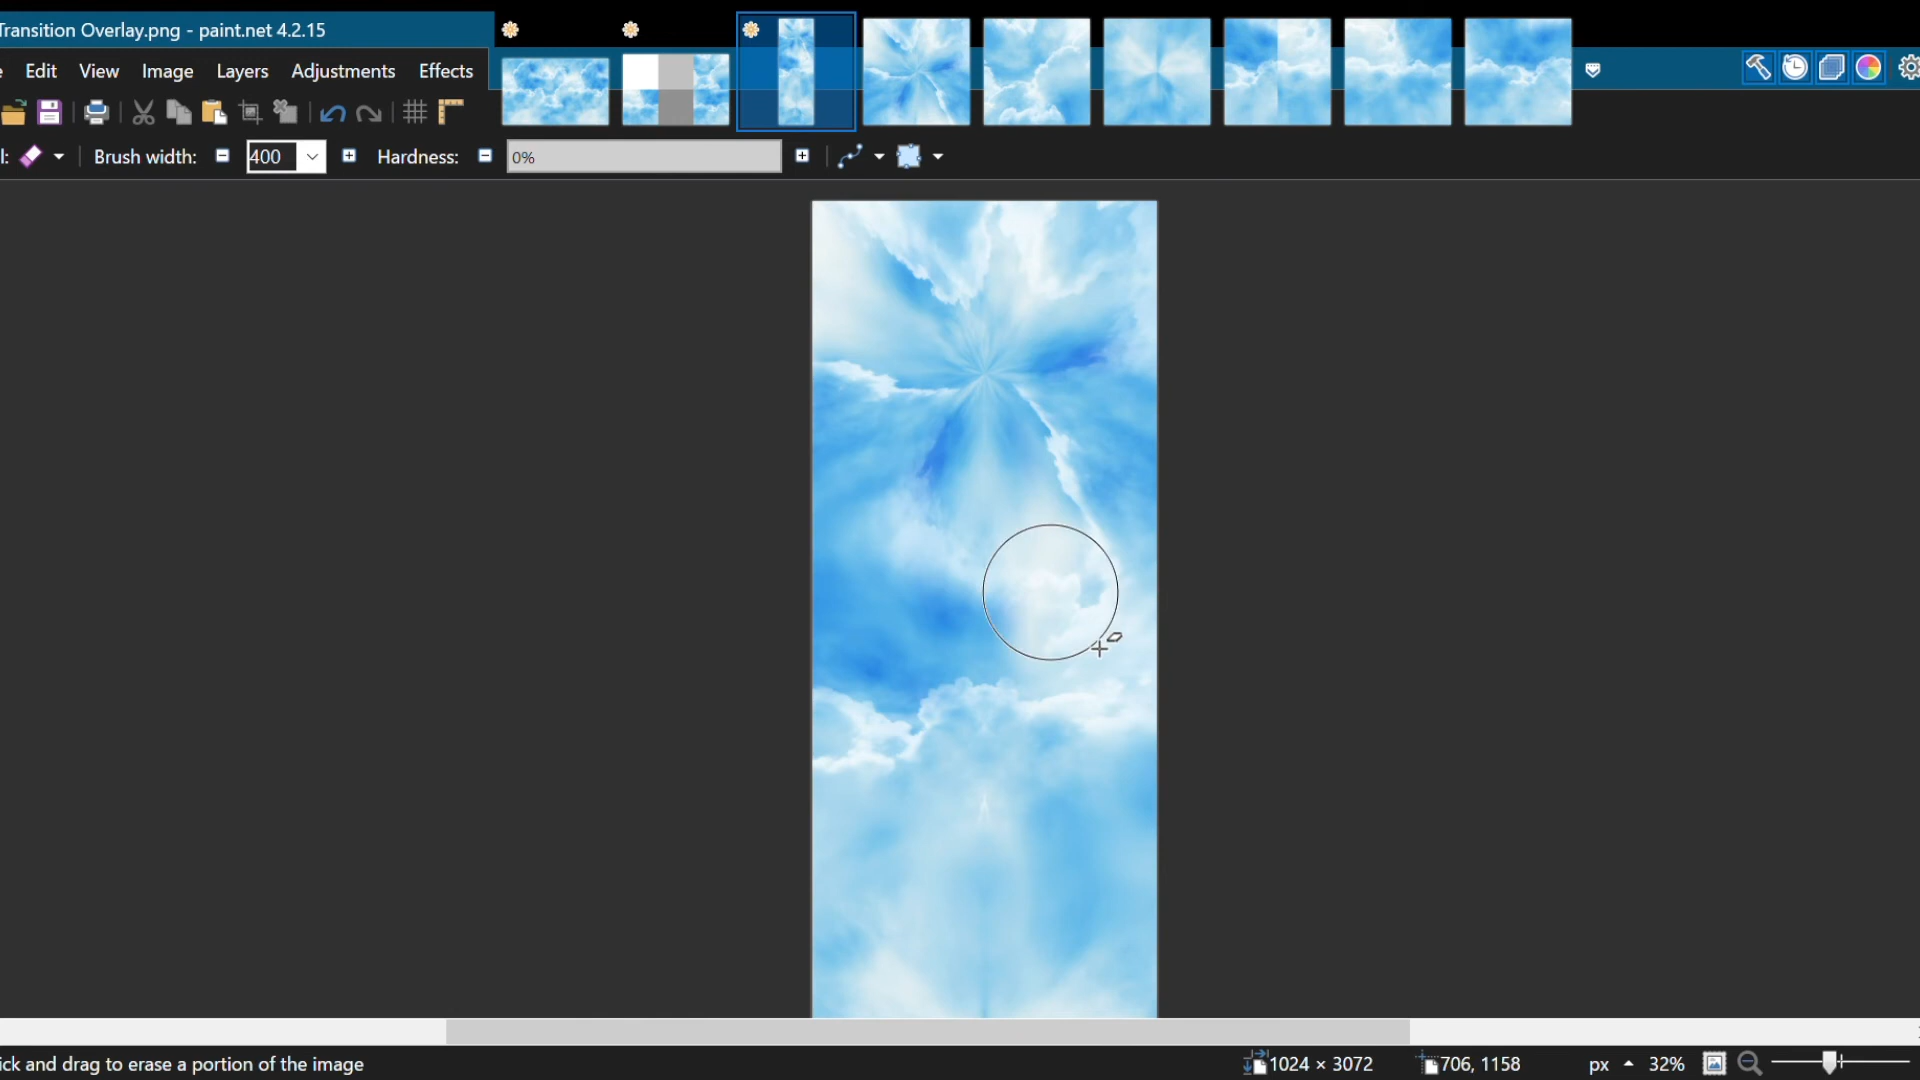 Transition Overlay.png - paint.net 4.2.15
Edit View Image Layers Adjustments Effects
Brush width: 400 Hardness: 0%
ick and drag to erase a portion of the image 1024 × 3072 706, 1158 px 32%